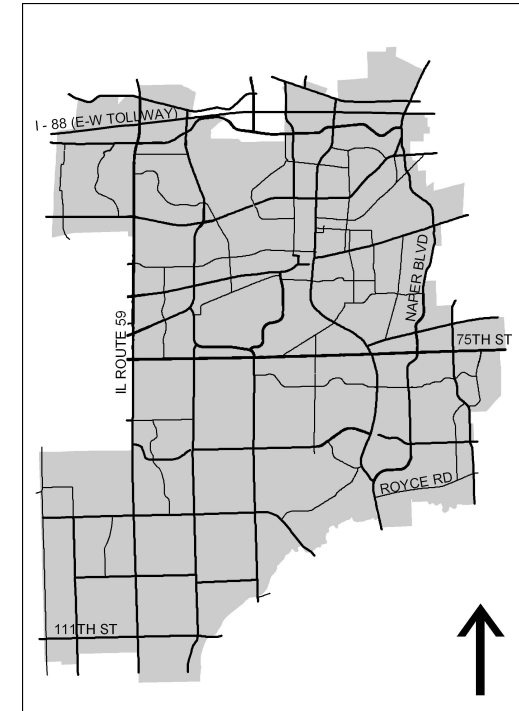 I - 88 (E-W TOLLWAY)
NAPER BLVD
IL ROUTE 59
75TH ST
ROYCE RD
111TH ST